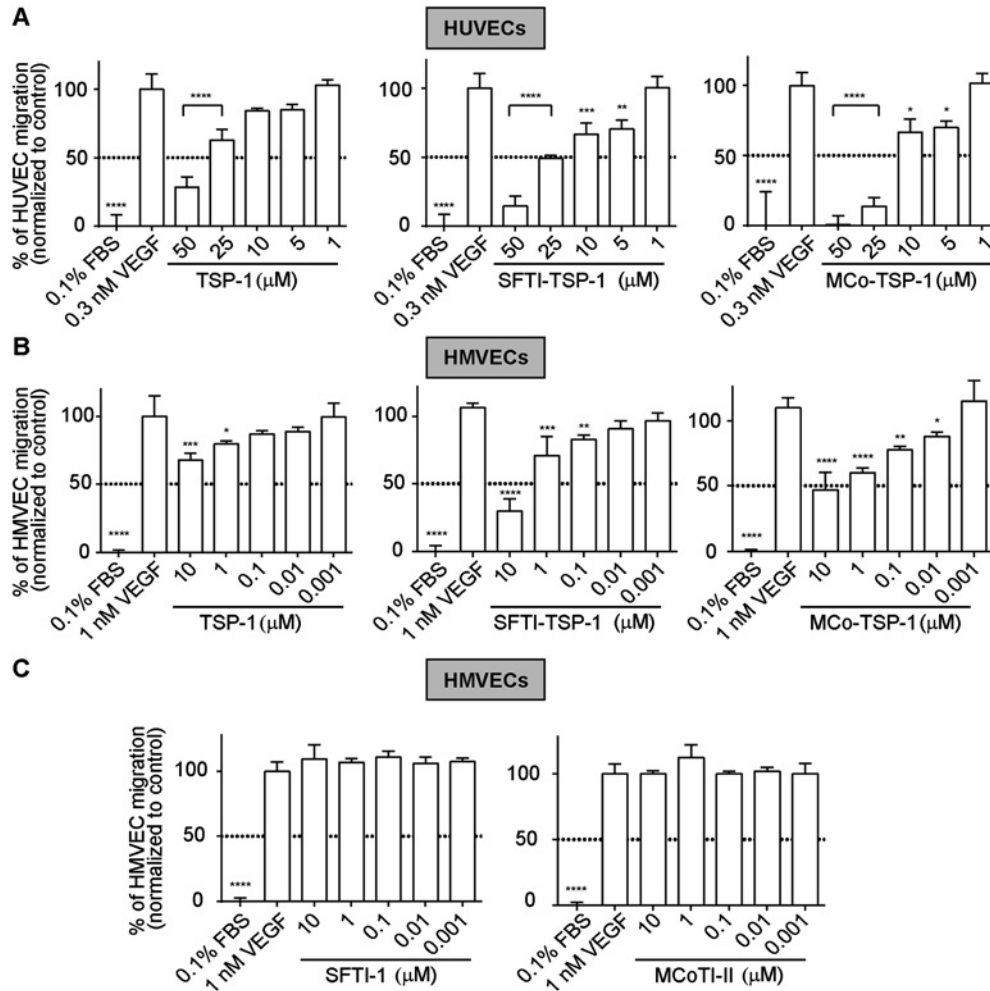 A
HUVECs
% of HUVEC migration
(normalized to control)
100
50
0
****
****
0.1% FBS
0.3 nM VEGF
50
25
10
5
1
TSP-1 (μM)
100
50
0
****
****
***
**
0.1% FBS
0.3 nM VEGF
50
25
10
5
1
SFTI-TSP-1 (μM)
100
50
0
****
****
*
*
0.1% FBS
0.3 nM VEGF
50
25
10
5
1
MCo-TSP-1 (μM)
B
HMVECs
% of HMVEC migration
(normalized to control)
100
50
0
****
***
*
0.1% FBS
1 nM VEGF
10
1
0.1
0.01
0.001
TSP-1 (μM)
100
50
0
****
****
***
**
0.1% FBS
1 nM VEGF
10
1
0.1
0.01
0.001
SFTI-TSP-1 (μM)
100
50
0
****
****
****
**
*
0.1% FBS
1 nM VEGF
10
1
0.1
0.01
0.001
MCo-TSP-1 (μM)
C
HMVECs
% of HMVEC migration
(normalized to control)
100
50
0
****
0.1% FBS
1 nM VEGF
10
1
0.1
0.01
0.001
SFTI-1 (μM)
100
50
0
****
0.1% FBS
1 nM VEGF
10
1
0.1
0.01
0.001
MCoTI-II (μM)